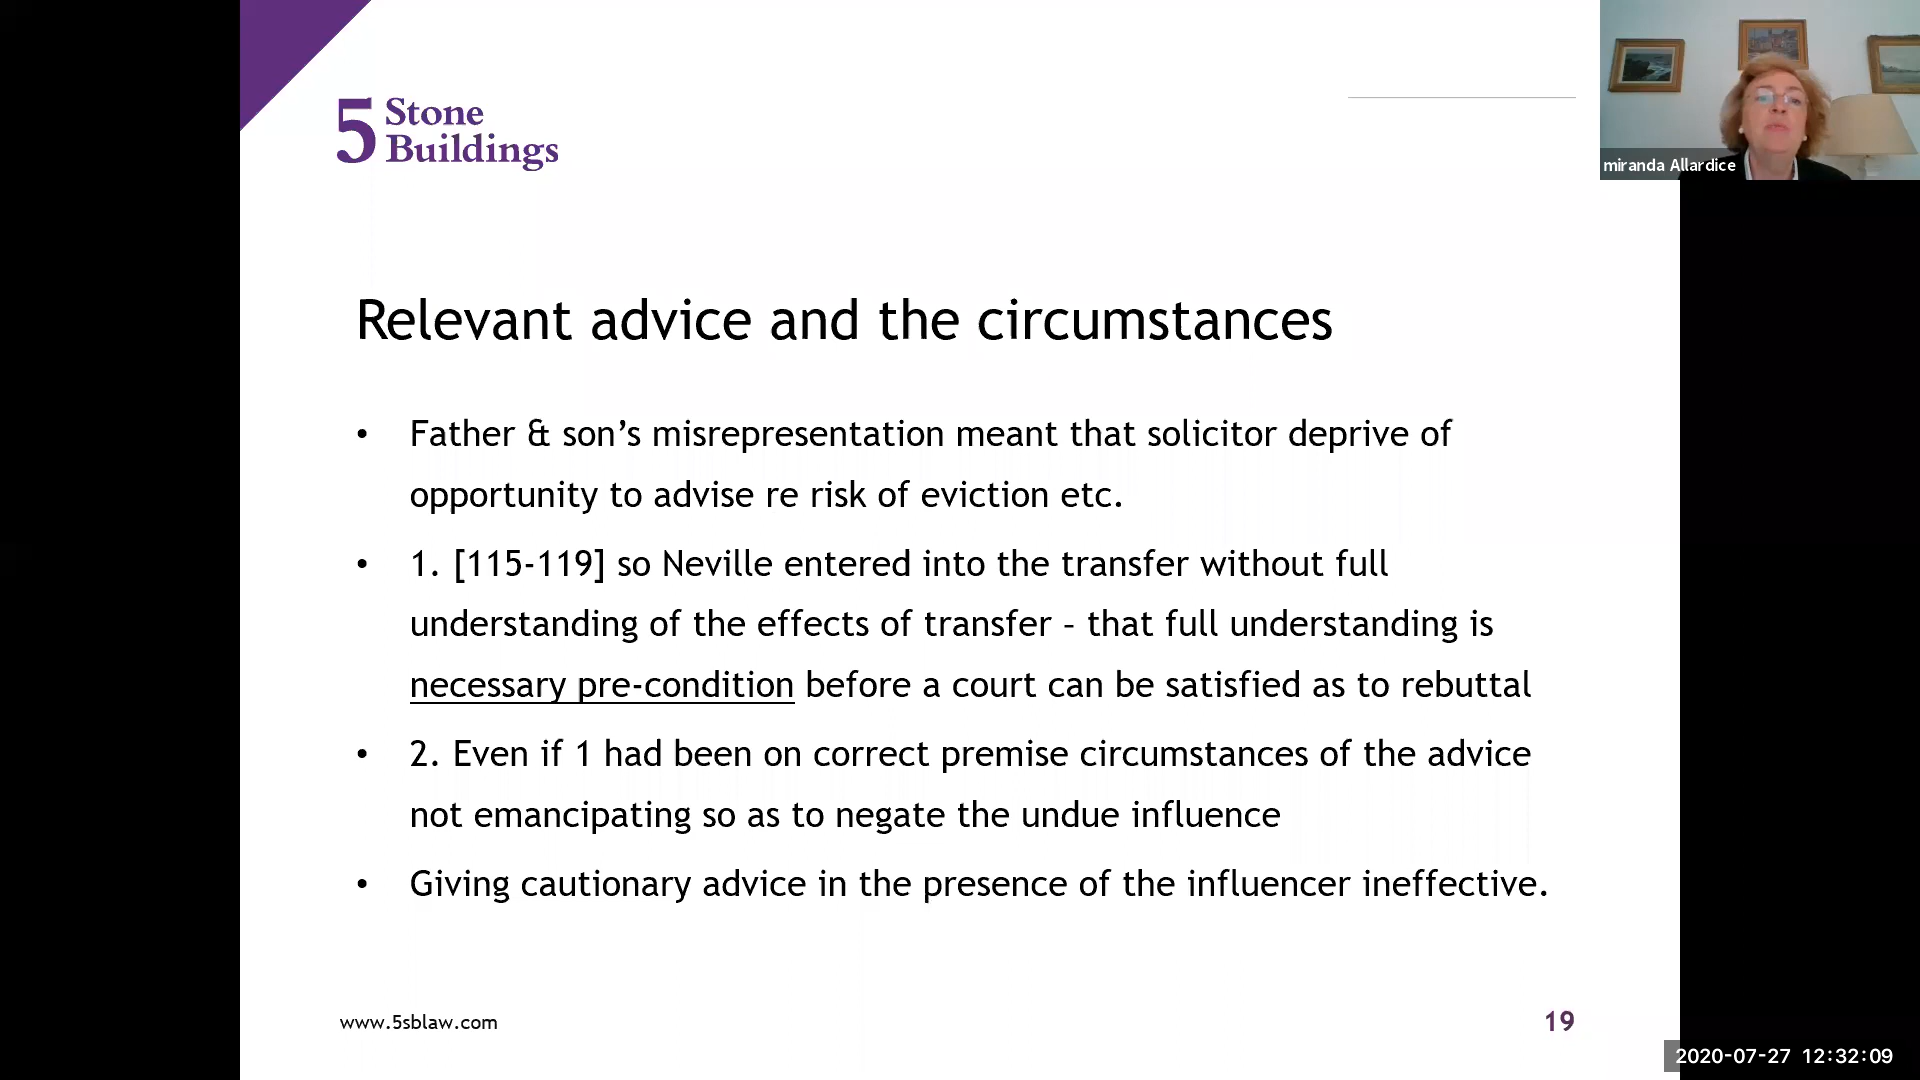 5 Stone
Buildings
miranda Allardice
Relevant advice and the circumstances
• Father & son’s misrepresentation meant that solicitor deprive of
opportunity to advise re risk of eviction etc.
• 1. [115-119] so Neville entered into the transfer without full
understanding of the effects of transfer – that full understanding is
necessary pre-condition before a court can be satisfied as to rebuttal
• 2. Even if 1 had been on correct premise circumstances of the advice
not emancipating so as to negate the undue influence
• Giving cautionary advice in the presence of the influencer ineffective.
www.5sblaw.com
19
2020-07-27 12:32:09